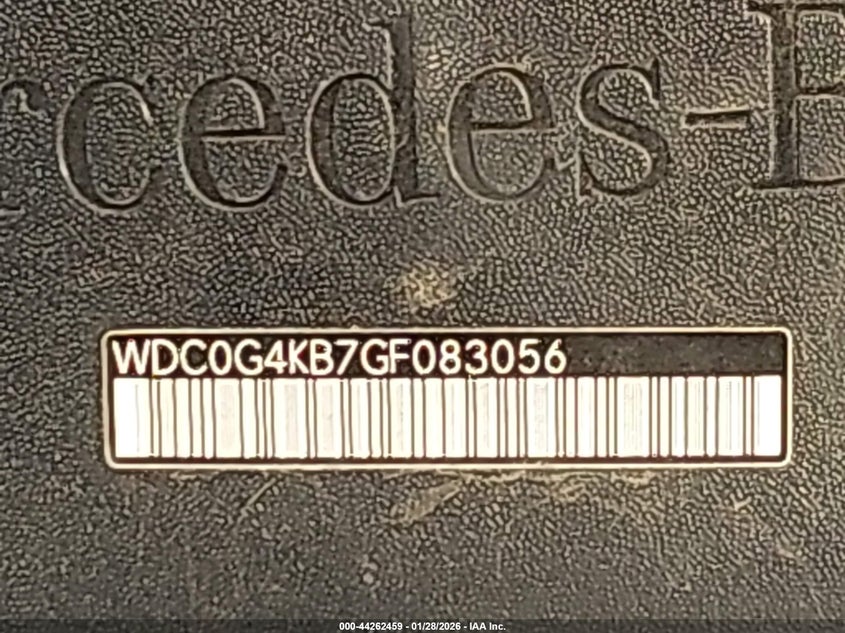 rcedes-B
WDC0G4KB7GF083056
000-44262459 - 01/28/2026 - IAA Inc.